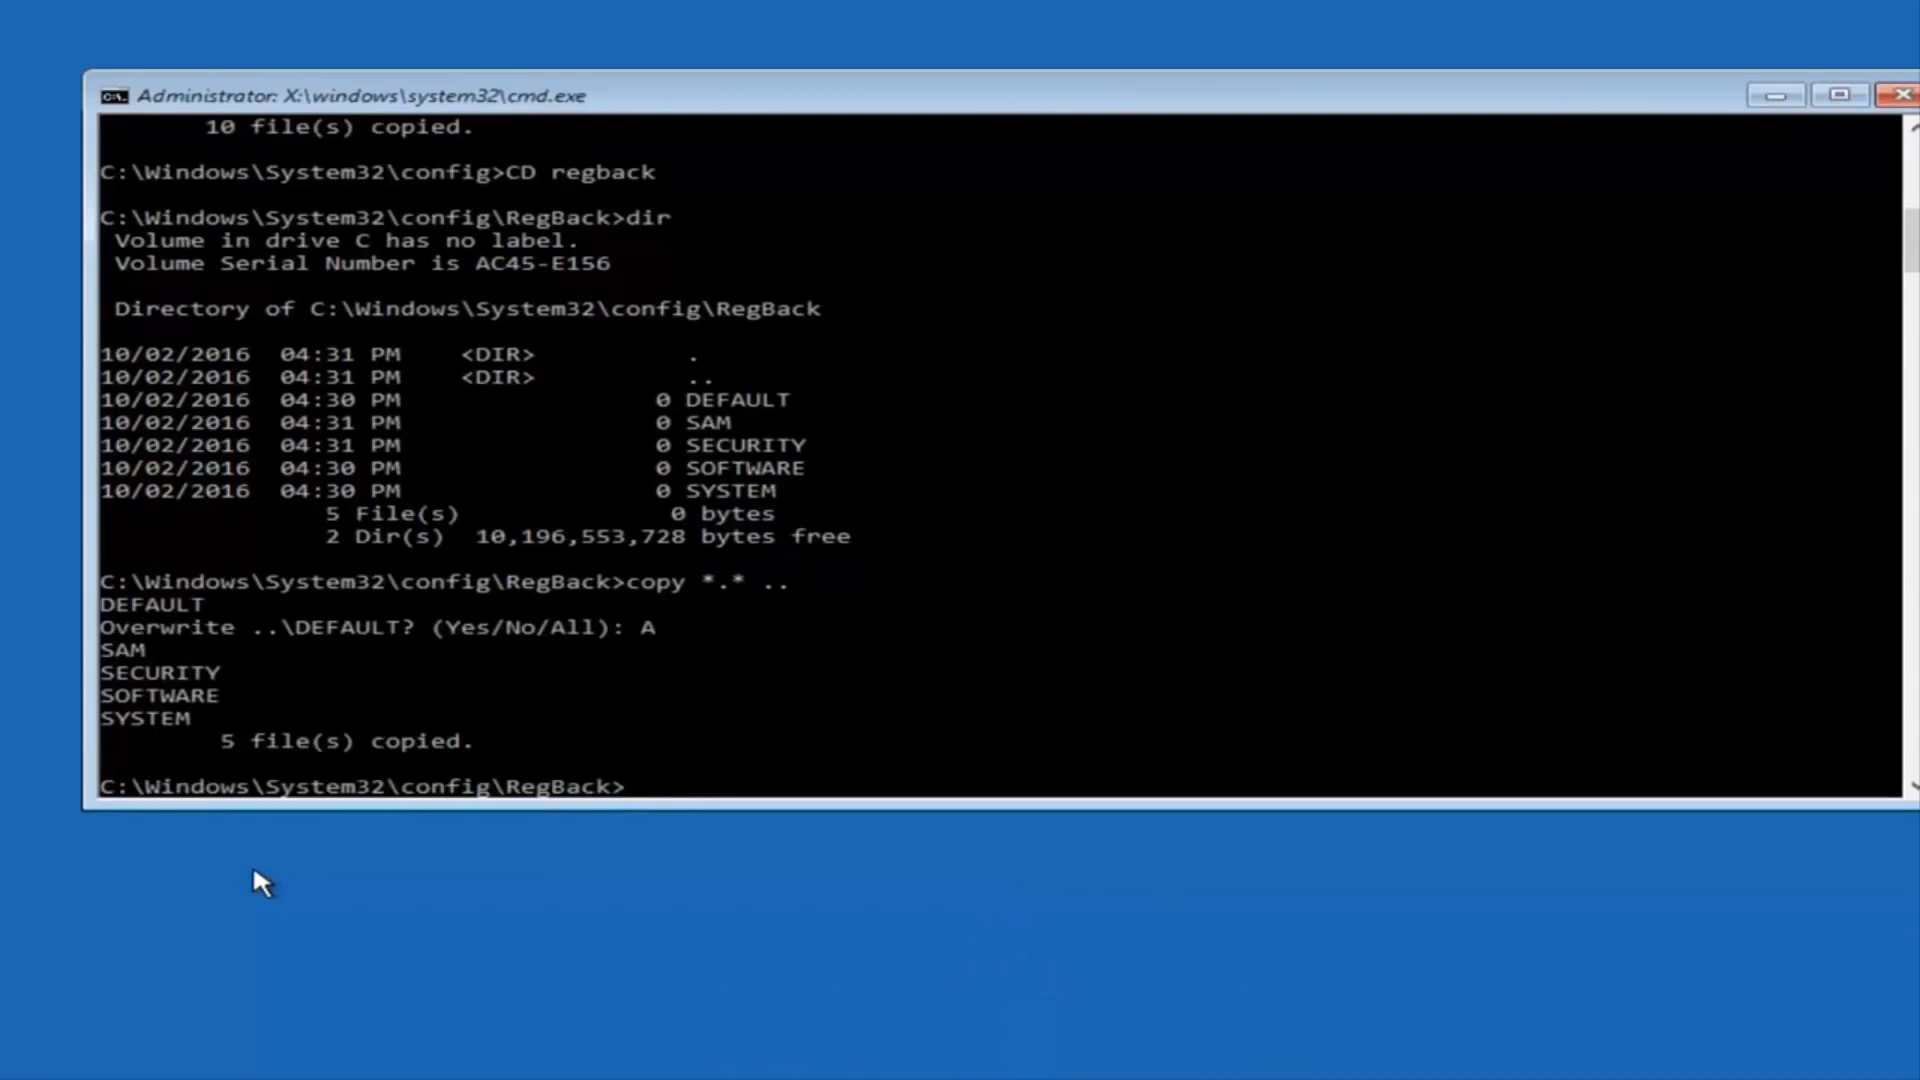 Administrator: X:\windows\system32\cmd.exe
10 file(s) copied.
C:\Windows\System32\config>CD regback
C:\Windows\System32\config\RegBack>dir
Volume in drive C has no label.
Volume Serial Number is AC45-E156
Directory of C:\Windows\System32\config\RegBack
10/02/2016 04:31 PM <DIR> .
10/02/2016 04:31 PM <DIR> ..
10/02/2016 04:30 PM 0 DEFAULT
10/02/2016 04:31 PM 0 SAM
10/02/2016 04:31 PM 0 SECURITY
10/02/2016 04:30 PM 0 SOFTWARE
10/02/2016 04:30 PM 0 SYSTEM
5 File(s) 0 bytes
2 Dir(s) 10,196,553,728 bytes free
C:\Windows\System32\config\RegBack>copy *.* ..
DEFAULT
Overwrite ..\DEFAULT? (Yes/No/All): A
SAM
SECURITY
SOFTWARE
SYSTEM
5 file(s) copied.
C:\Windows\System32\config\RegBack>